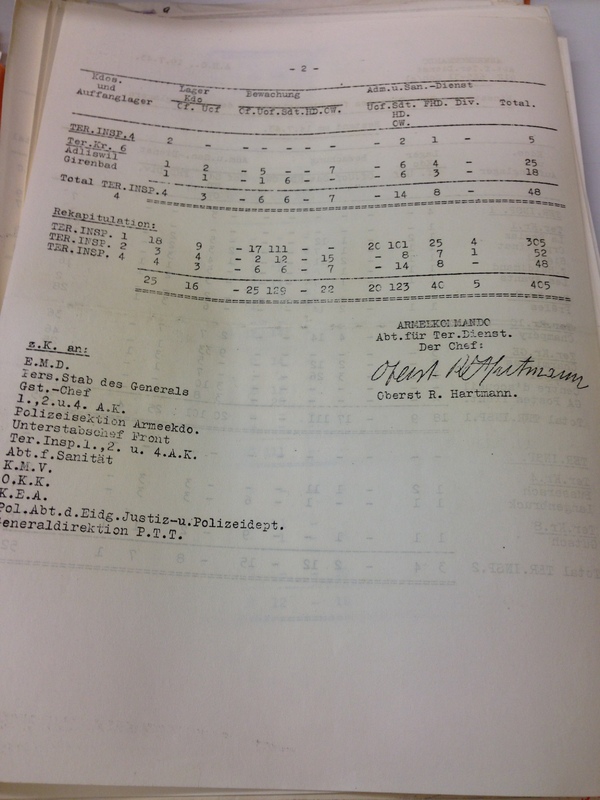 - 2 -
Kdos. und Auffanglager Lager Kdo Bewachung Adm.u.San.-Dienst Total.
Of. Uof Of.Uof.Sdt.HD.OW. Uof.Sdt. FHD. Div.
HD.
OW.
TER.INSP.4 2 - - - - - - - 2 1 - 5
Ter.Kr. 6
Adliswil 1 2 - 5 - - 7 - 6 4 - 25
Girenbad 1 1 - 1 6 - - - 6 3 - 18
Total TER.INSP.4
4 3 - 6 6 - 7 - 14 8 - 48
Rekapitulation:
TER.INSP. 1 18 9 - 17 111 - - 20 101 25 4 305
TER.INSP. 2 3 4 - 2 12 - 15 - 8 7 1 52
TER.INSP. 4 4 3 - 6 6 - 7 - 14 8 - 48
25 16 - 25 129 - 22 20 123 40 5 405
ARMEEKOMMANDO
Abt.für Ter.Dienst.
Der Chef:
Oberst R. Hartmann
Oberst R. Hartmann.
z.K. an:
E.M.D.
Pers.Stab des Generals
Gst.-Chef
1.,2.u.4. A.K.
Polizeisektion Armeekdo.
Unterstabschef Front
Ter.Insp.1.,2. u. 4.A.K.
Abt.f.Sanität
K.M.V.
O.K.K.
K.E.A.
Pol.Abt.d.Eidg.Justiz-u.Polizeidept.
eneraldirektion P.T.T.